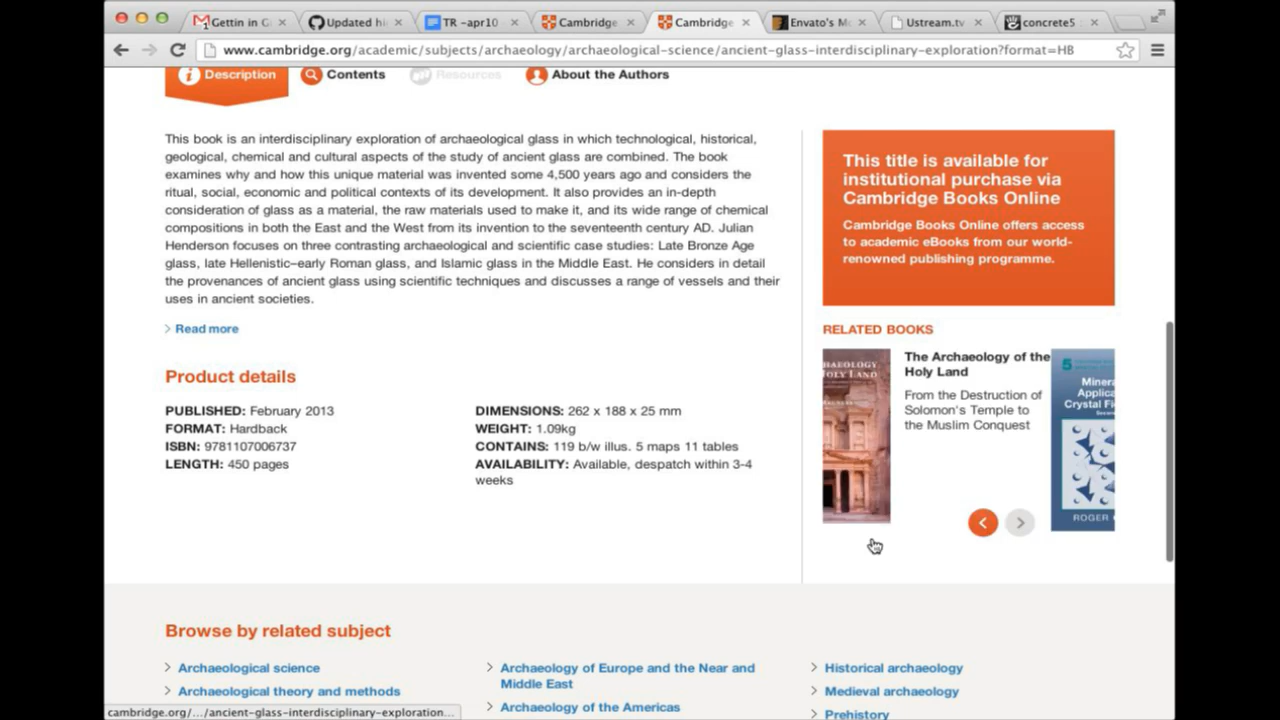 Gettin in G
Updated hi
TR -apr10
Cambridge
Cambridge
Envato's M
Ustream.tv
concrete5 :
www.cambridge.org/academic/subjects/archaeology/archaeological-science/ancient-glass-interdisciplinary-exploration?format=HB
Description
Contents
Resources
About the Authors
This book is an interdisciplinary exploration of archaeological glass in which technological, historical,
geological, chemical and cultural aspects of the study of ancient glass are combined. The book
examines why and how this unique material was invented some 4,500 years ago and considers the
ritual, social, economic and political contexts of its development. It also provides an in-depth
consideration of glass as a material, the raw materials used to make it, and its wide range of chemical
compositions in both the East and the West from its invention to the seventeenth century AD. Julian
Henderson focuses on three contrasting archaeological and scientific case studies: Late Bronze Age
glass, late Hellenistic–early Roman glass, and Islamic glass in the Middle East. He considers in detail
the provenances of ancient glass using scientific techniques and discusses a range of vessels and their
uses in ancient societies.
Read more
Product details
PUBLISHED: February 2013
FORMAT: Hardback
ISBN: 9781107006737
LENGTH: 450 pages
DIMENSIONS: 262 x 188 x 25 mm
WEIGHT: 1.09kg
CONTAINS: 119 b/w illus. 5 maps 11 tables
AVAILABILITY: Available, despatch within 3-4
weeks
This title is available for
institutional purchase via
Cambridge Books Online
Cambridge Books Online offers access
to academic eBooks from our world-
renowned publishing programme.
RELATED BOOKS
HAEOLOGY
OLY LAND
The Archaeology of the
Holy Land
From the Destruction of
Solomon's Temple to
the Muslim Conquest
5
Minera
Applica
Crystal Fi
ROGER
Browse by related subject
Archaeological science
Archaeological theory and methods
Archaeology of Europe and the Near and
Middle East
Archaeology of the Americas
Historical archaeology
Medieval archaeology
Prehistory
cambridge.org/.../ancient-glass-interdisciplinary-exploration...